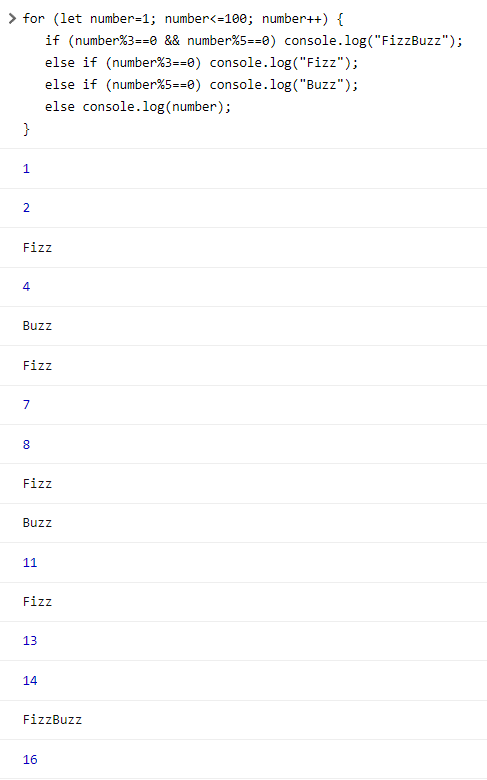 for (let number=1; number<=100; number++) {
if (number%3==0 && number%5==0) console.log("FizzBuzz");
else if (number%3==0) console.log("Fizz");
else if (number%5==0) console.log("Buzz");
else console.log(number);
}
1
2
Fizz
4
Buzz
Fizz
7
8
Fizz
Buzz
11
Fizz
13
14
FizzBuzz
16